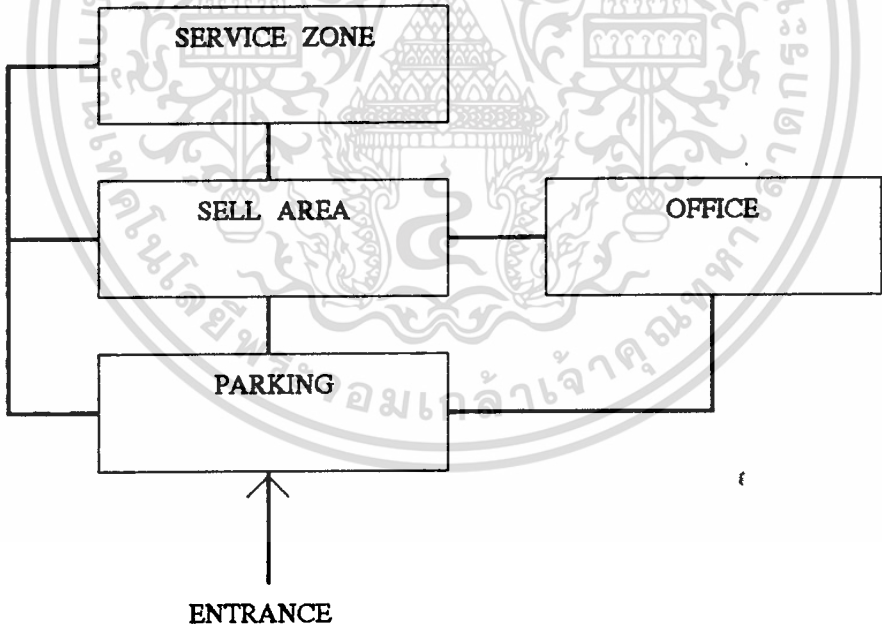 SERVICE ZONE
SELL AREA
OFFICE
PARKING
ENTRANCE